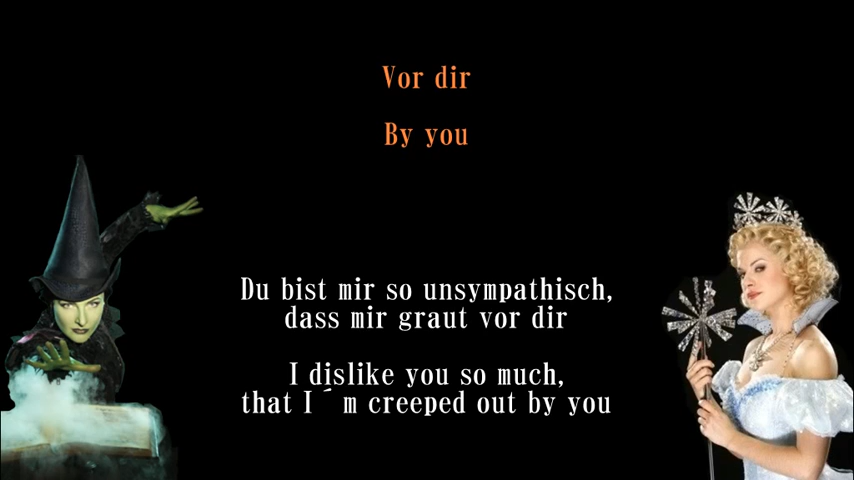 Vor dir
By you
Du bist mir so unsympathisch,
dass mir graut vor dir
I dislike you so much,
that I´m creeped out by you